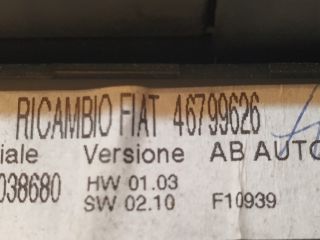 RICAMBIO FIAT 46799626
iale Versione AB AUTO
038680 HW 01.03
SW 02.10 F10939